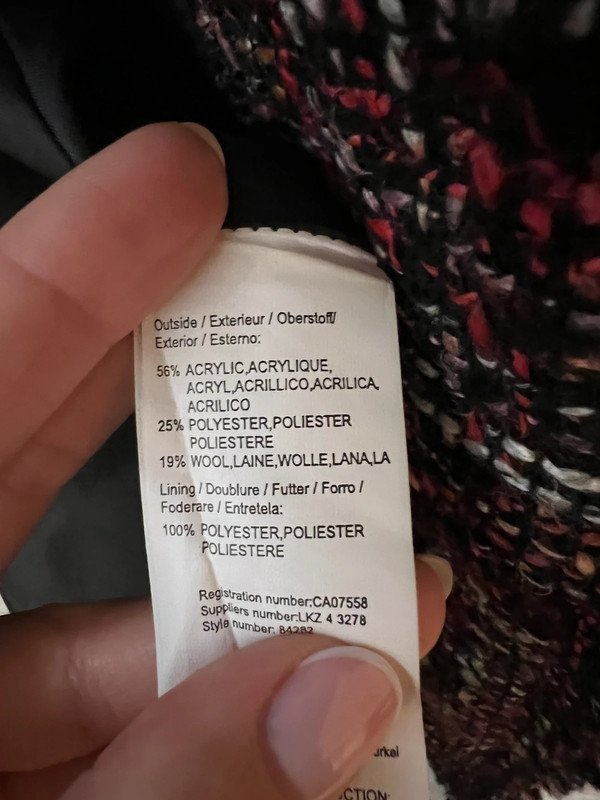 Outside / Exterieur / Oberstoff/
Exterior / Esterno:
56% ACRYLIC,ACRYLIQUE,
ACRYL,ACRILLICO,ACRILICA,
ACRILICO
25% POLYESTER,POLIESTER
POLIESTERE
19% WOOL,LAINE,WOLLE,LANA,LA
Lining / Doublure / Futter / Forro /
Foderare / Entretela:
100% POLYESTER,POLIESTER
POLIESTERE
Registration number:CA07558
Suppliers number:LKZ 4 3278
Style number: 84282